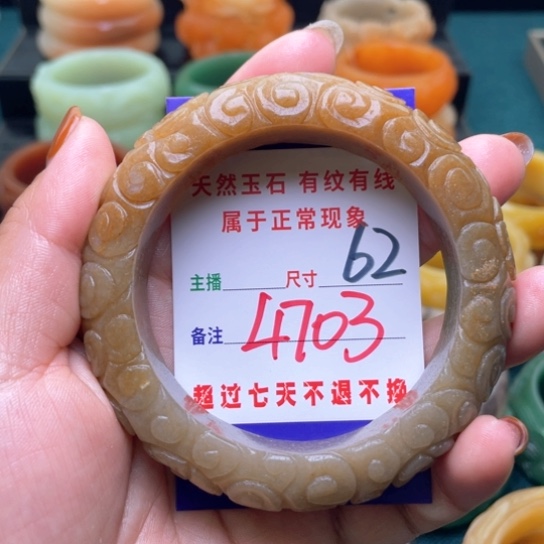 天然玉石 有纹有线
属于正常现象
主播 尺寸 62
备注 4703
超过七天不退不换